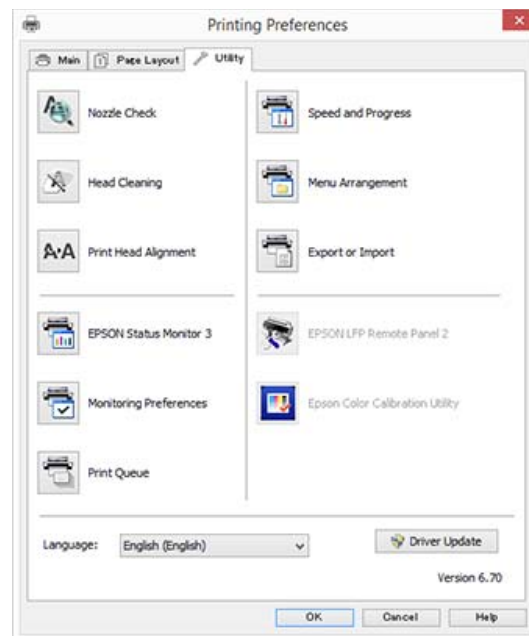 Printing Preferences
Main
Page Layout
Utility
Nozzle Check
Speed and Progress
Head Cleaning
Menu Arrangement
A·A
Print Head Alignment
Export or Import
EPSON Status Monitor 3
EPSON LFP Remote Panel 2
Monitoring Preferences
Epson Color Calibration Utility
Print Queue
Language:
English (English)
Driver Update
Version 6.70
OK
Cancel
Help